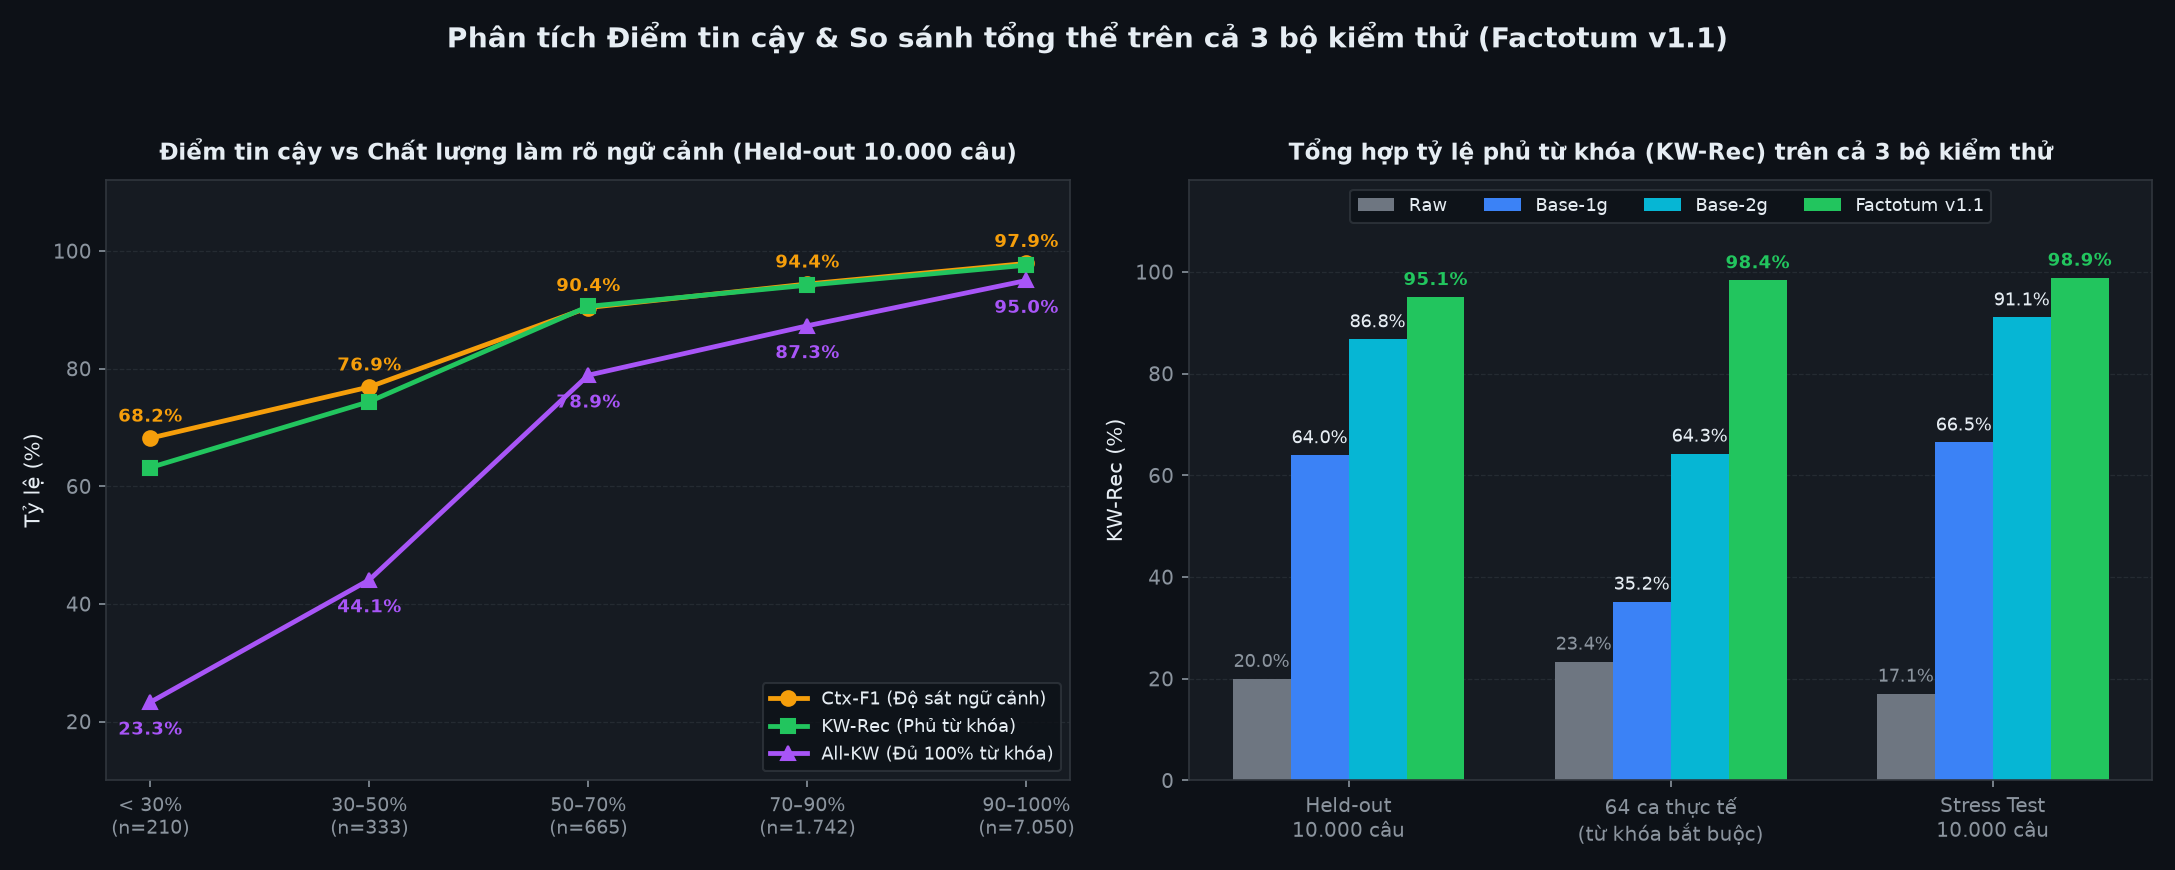 Phân tích Điểm tin cậy & So sánh tổng thể trên cả 3 bộ kiểm thử (Factotum v1.1)
Điểm tin cậy vs Chất lượng làm rõ ngữ cảnh (Held-out 10.000 câu)
Tỷ lệ (%)
100
80
60
40
20
68.2%
76.9%
90.4%
94.4%
97.9%
23.3%
44.1%
78.9%
87.3%
95.0%
Ctx-F1 (Độ sát ngữ cảnh)
KW-Rec (Phủ từ khóa)
All-KW (Đủ 100% từ khóa)
< 30%
(n=210)
30–50%
(n=333)
50–70%
(n=665)
70–90%
(n=1.742)
90–100%
(n=7.050)
Tổng hợp tỷ lệ phủ từ khóa (KW-Rec) trên cả 3 bộ kiểm thử
Raw
Base-1g
Base-2g
Factotum v1.1
KW-Rec (%)
100
80
60
40
20
0
20.0%
64.0%
86.8%
95.1%
23.4%
35.2%
64.3%
98.4%
17.1%
66.5%
91.1%
98.9%
Held-out
10.000 câu
64 ca thực tế
(từ khóa bắt buộc)
Stress Test
10.000 câu